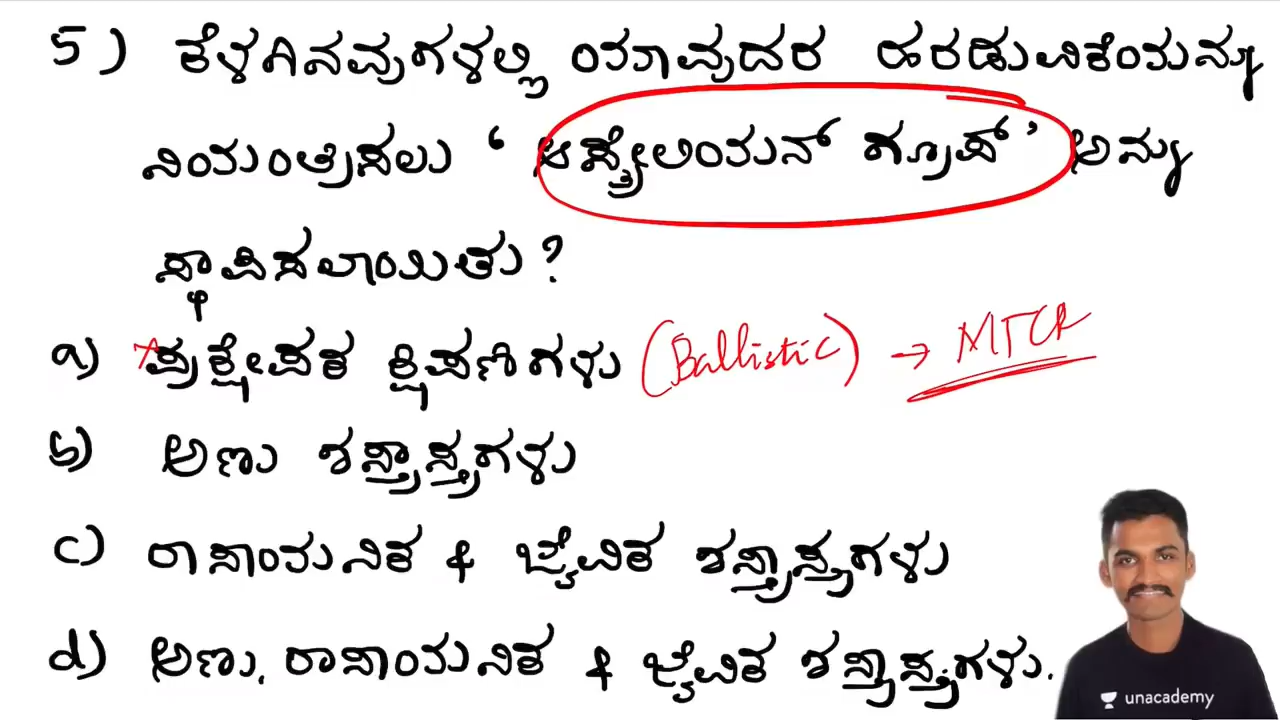 5) ಕೆಳಗಿನವುಗಳಲ್ಲಿ ಯಾವುದರ ಹರಡುವಿಕೆಯನ್ನು
ನಿಯಂತ್ರಿಸಲು ‘ ಆಸ್ಟ್ರೇಲಿಯನ್ ಗ್ರೂಪ್ ’ ಅನ್ನು
ಸ್ಥಾಪಿಸಲಾಯಿತು ?
a) ಪ್ರಕ್ಷೇಪಕ ಕ್ಷಿಪಣಿಗಳು (Ballistic) → MTCR
b) ಅಣು ಶಸ್ತ್ರಾಸ್ತ್ರಗಳು
c) ರಾಸಾಯನಿಕ & ಜೈವಿಕ ಶಸ್ತ್ರಾಸ್ತ್ರಗಳು
d) ಅಣು, ರಾಸಾಯನಿಕ & ಜೈವಿಕ ಶಸ್ತ್ರಾಸ್ತ್ರಗಳು.
unacademy